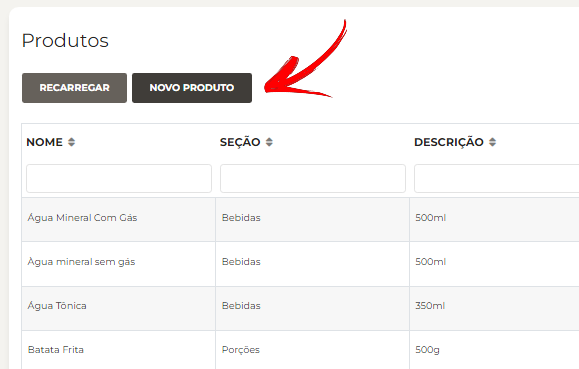 Produtos
RECARREGAR NOVO PRODUTO
NOME SEÇÃO DESCRIÇÃO
Água Mineral Com Gás Bebidas 500ml
Água mineral sem gás Bebidas 500ml
Água Tônica Bebidas 350ml
Batata Frita Porções 500g